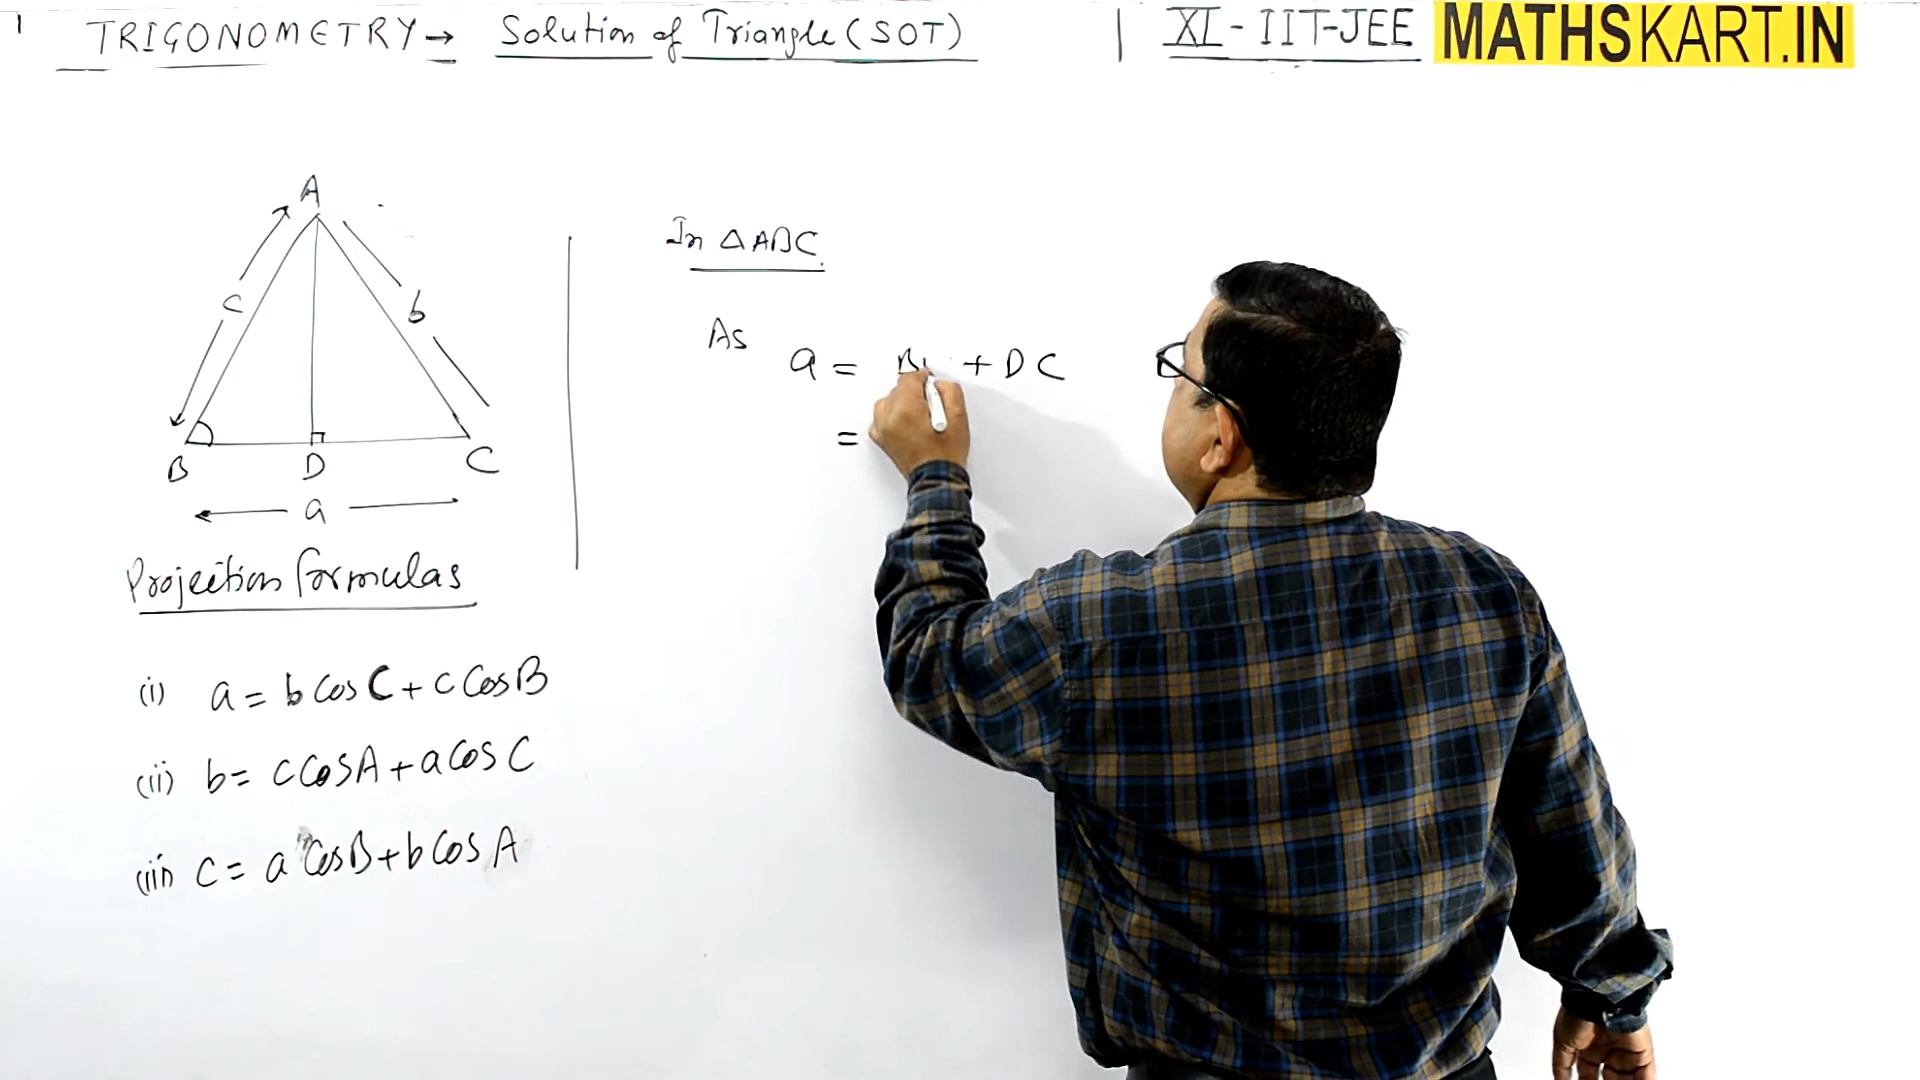 TRIGONOMETRY → Solution of Triangle (SOT) | XI - IIT-JEE MATHSKART.IN
A
c
b
B D C
a
Projection formulas
(i) a = b Cos C + c Cos B
(ii) b = c Cos A + a Cos C
(iii) c = a Cos B + b Cos A
In △ABC
As
a = + DC
=